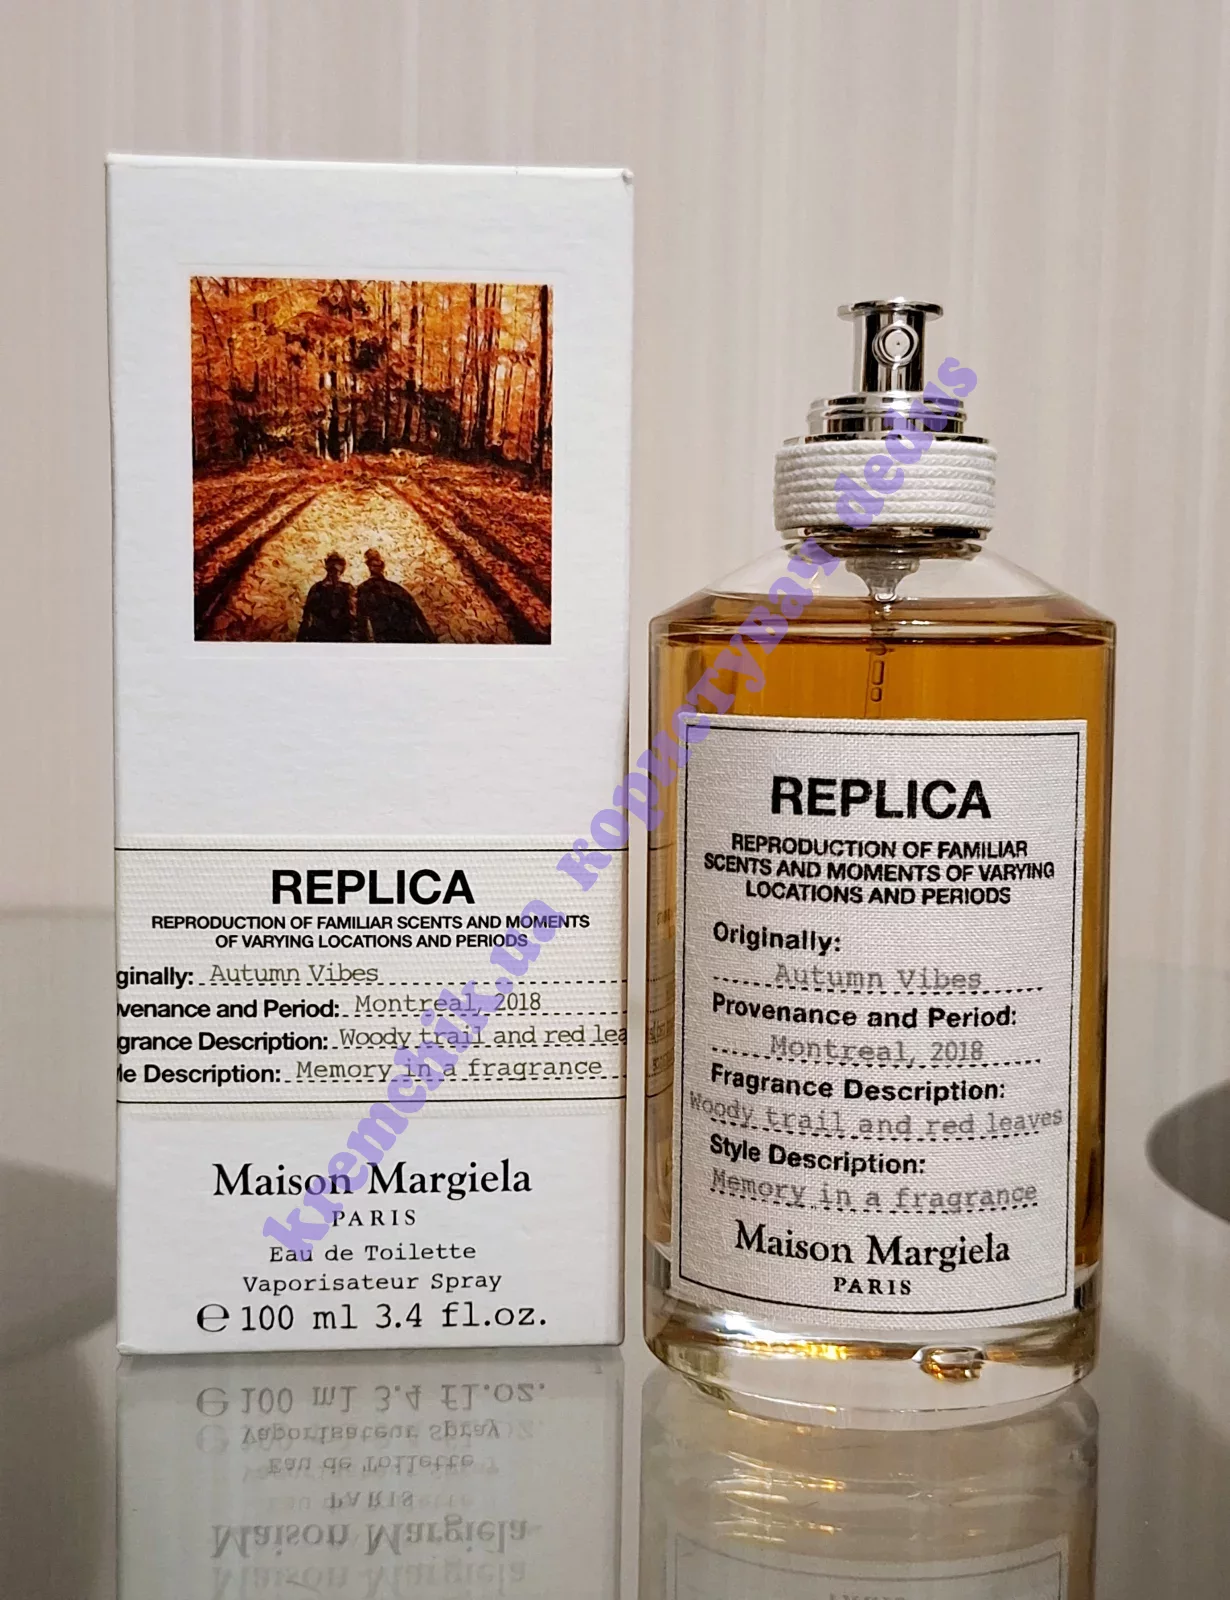 REPLICA
REPRODUCTION OF FAMILIAR SCENTS AND MOMENTS
OF VARYING LOCATIONS AND PERIODS
ginally: Autumn Vibes
venance and Period: Montreal, 2018
grance Description: Woody trail and red lea
le Description: Memory in a fragrance
Maison Margiela
PARIS
Eau de Toilette
Vaporisateur Spray
℮ 100 ml 3.4 fl.oz.
REPLICA
REPRODUCTION OF FAMILIAR
SCENTS AND MOMENTS OF VARYING
LOCATIONS AND PERIODS
Originally:
Autumn Vibes
Provenance and Period:
Montreal, 2018
Fragrance Description:
Woody trail and red leaves
Style Description:
Memory in a fragrance
Maison Margiela
PARIS
kremchik.ua користувач dedus